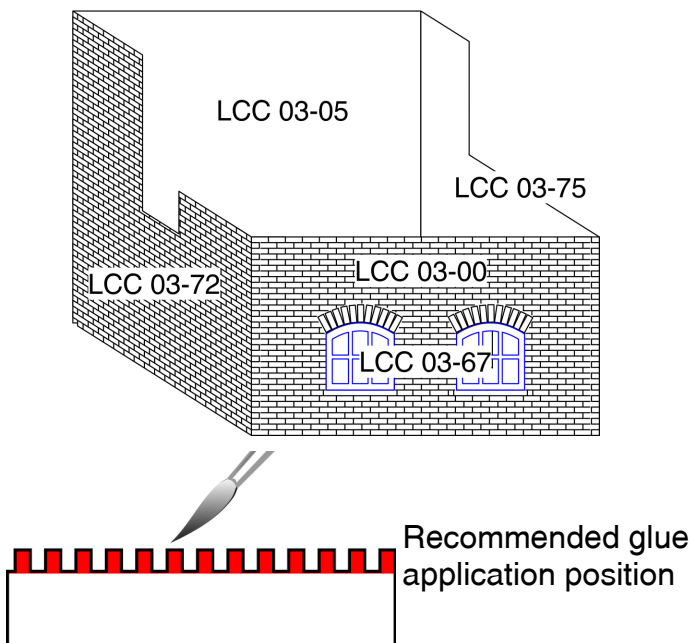 LCC 03-05
LCC 03-75
LCC 03-72
LCC 03-00
LCC 03-67
Recommended glue
application position